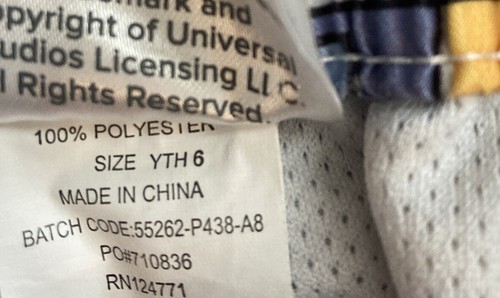 mark and
opyright of Universal
udios Licensing LLC.
l Rights Reserved.
100% POLYESTER
SIZE YTH 6
MADE IN CHINA
BATCH CODE:55262-P438-A8
PO#710836
RN124771